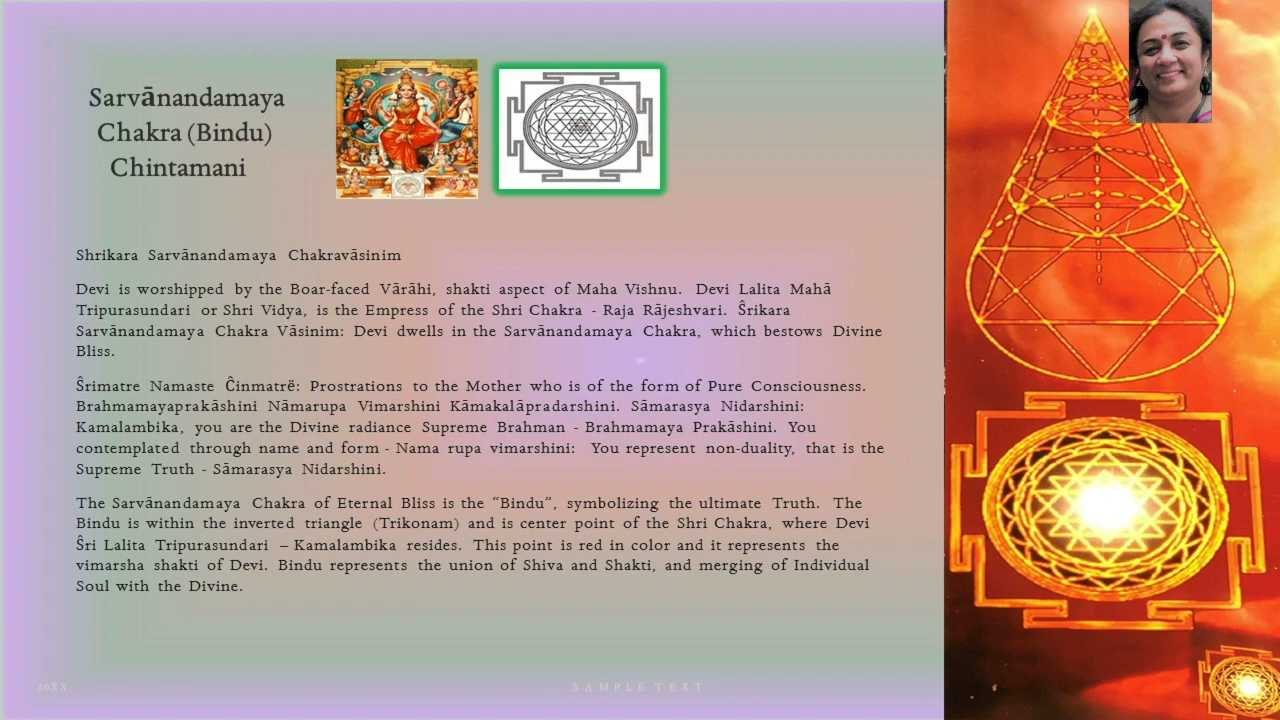 Sarvānandamaya
Chakra (Bindu)
Chintamani
Shrikara Sarvānandamaya Chakravāsinim
Devi is worshipped by the Boar-faced Vārāhi, shakti aspect of Maha Vishnu. Devi Lalita Mahā
Tripurasundari or Shri Vidya, is the Empress of the Shri Chakra - Raja Rājeshvari. Ŝrikara
Sarvānandamaya Chakra Vāsinim: Devi dwells in the Sarvānandamaya Chakra, which bestows Divine
Bliss.
Ŝrimatre Namaste Ĉinmatrë: Prostrations to the Mother who is of the form of Pure Consciousness.
Brahmamayaprakāshini Nāmarupa Vimarshini Kāmakalāpradarshini. Sāmarasya Nidarshini:
Kamalambika, you are the Divine radiance Supreme Brahman - Brahmamaya Prakāshini. You
contemplated through name and form - Nama rupa vimarshini: You represent non-duality, that is the
Supreme Truth - Sāmarasya Nidarshini.
The Sarvānandamaya Chakra of Eternal Bliss is the “Bindu”, symbolizing the ultimate Truth. The
Bindu is within the inverted triangle (Trikonam) and is center point of the Shri Chakra, where Devi
Ŝri Lalita Tripurasundari – Kamalambika resides. This point is red in color and it represents the
vimarsha shakti of Devi. Bindu represents the union of Shiva and Shakti, and merging of Individual
Soul with the Divine.
20XX
SAMPLE TEXT